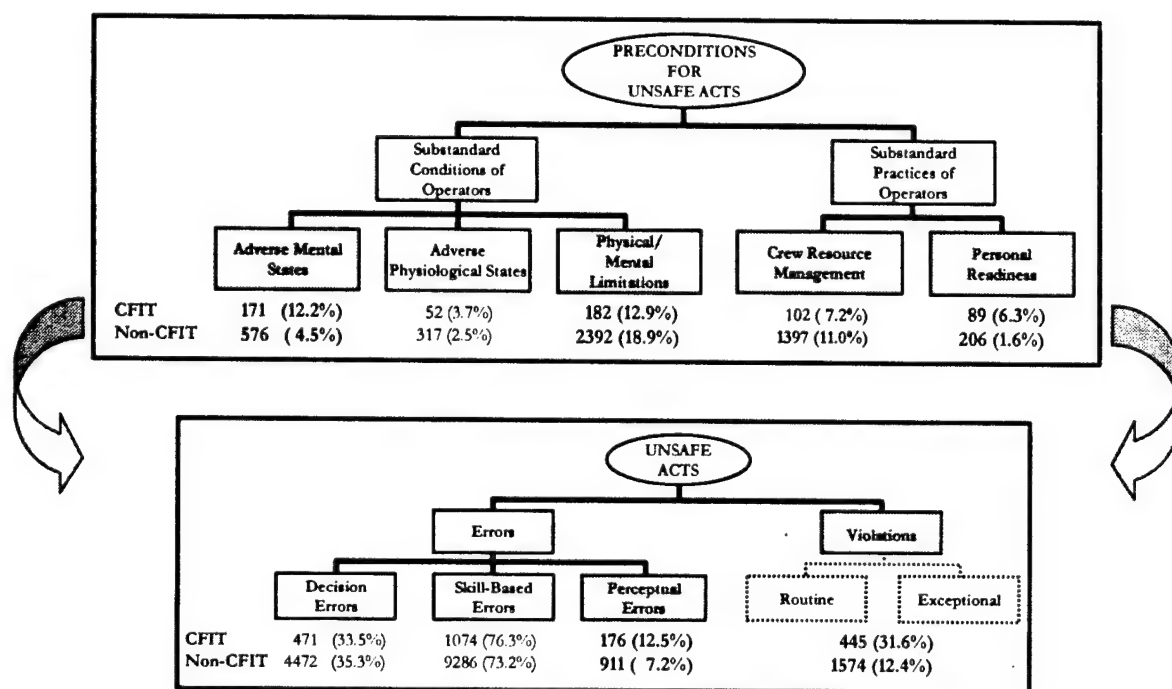 PRECONDITIONS
FOR
UNSAFE ACTS
Substandard
Conditions of
Operators
Substandard
Practices of
Operators
Adverse Mental
States
Adverse
Physiological States
Physical/
Mental
Limitations
Crew Resource
Management
Personal
Readiness
CFIT 171 (12.2%) 52 (3.7%) 182 (12.9%) 102 ( 7.2%) 89 (6.3%)
Non-CFIT 576 ( 4.5%) 317 (2.5%) 2392 (18.9%) 1397 (11.0%) 206 (1.6%)
UNSAFE
ACTS
Errors
Violations
Decision
Errors
Skill-Based
Errors
Perceptual
Errors
Routine
Exceptional
CFIT 471 (33.5%) 1074 (76.3%) 176 (12.5%) 445 (31.6%)
Non-CFIT 4472 (35.3%) 9286 (73.2%) 911 ( 7.2%) 1574 (12.4%)